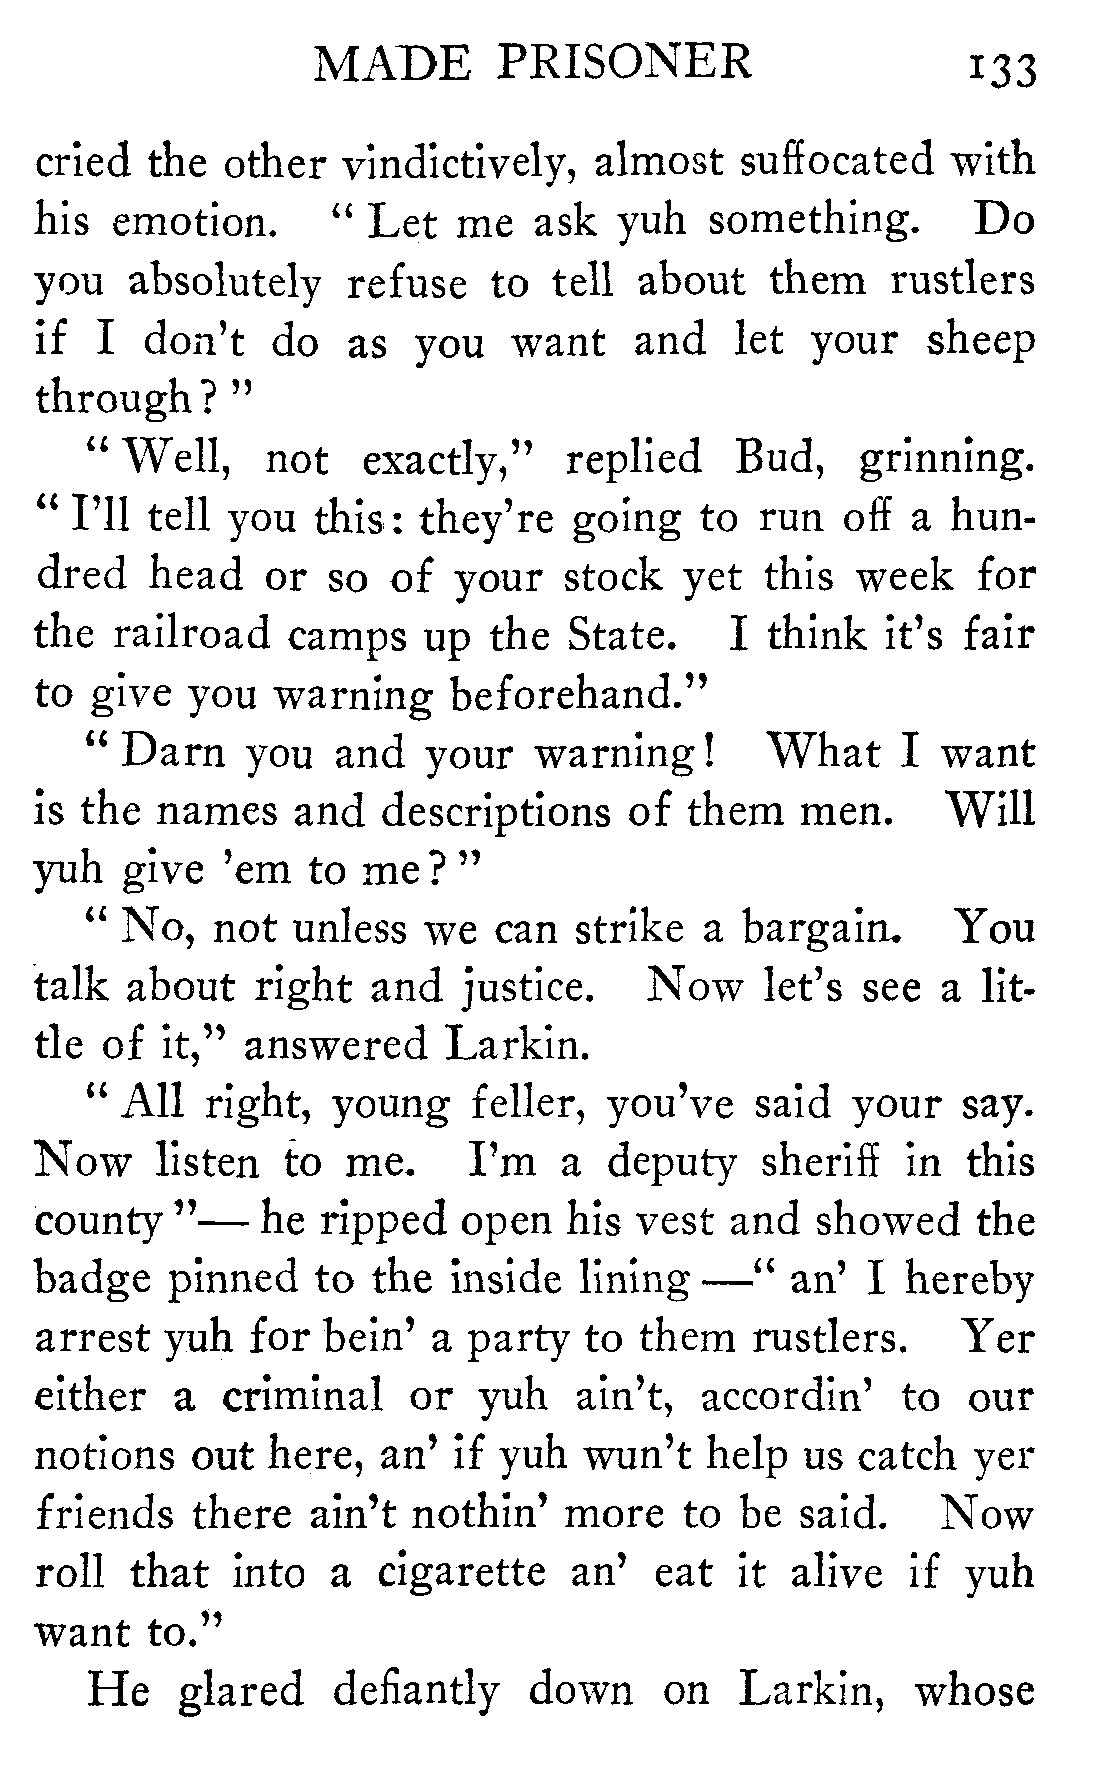 MADE PRISONER 133
cried the other vindictively, almost suffocated with
his emotion. “ Let me ask yuh something. Do
you absolutely refuse to tell about them rustlers
if I don’t do as you want and let your sheep
through? ”
“ Well, not exactly,” replied Bud, grinning.
“ I’ll tell you this: they’re going to run off a hun-
dred head or so of your stock yet this week for
the railroad camps up the State. I think it’s fair
to give you warning beforehand.”
“ Darn you and your warning! What I want
is the names and descriptions of them men. Will
yuh give ’em to me? ”
“ No, not unless we can strike a bargain. You
talk about right and justice. Now let’s see a lit-
tle of it,” answered Larkin.
“ All right, young feller, you’ve said your say.
Now listen to me. I’m a deputy sheriff in this
county ”— he ripped open his vest and showed the
badge pinned to the inside lining —“ an’ I hereby
arrest yuh for bein’ a party to them rustlers. Yer
either a criminal or yuh ain’t, accordin’ to our
notions out here, an’ if yuh wun’t help us catch yer
friends there ain’t nothin’ more to be said. Now
roll that into a cigarette an’ eat it alive if yuh
want to.”
He glared defiantly down on Larkin, whose